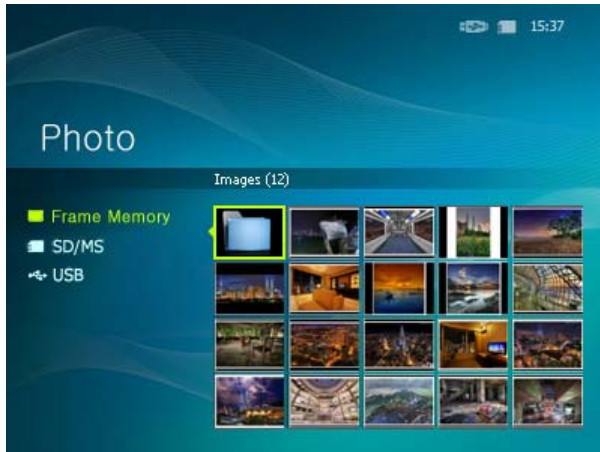 15:37
Photo
Images (12)
Frame Memory
SD/MS
USB